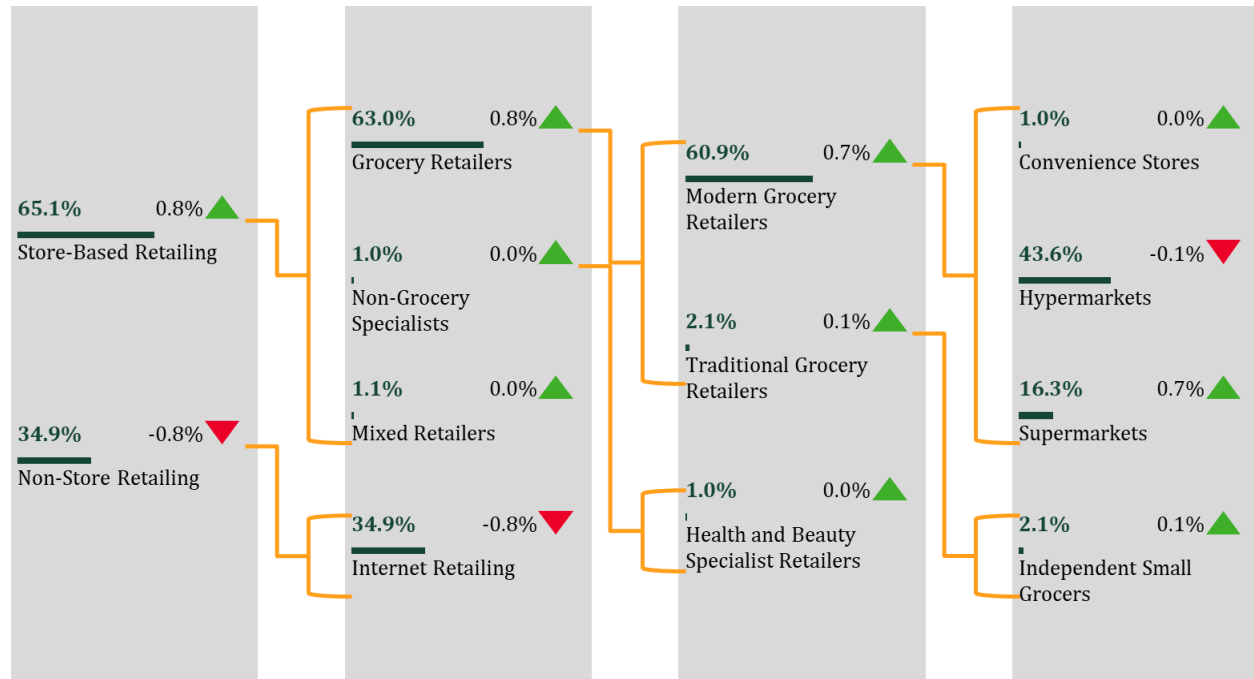 65.1% 0.8%
Store-Based Retailing
34.9% -0.8%
Non-Store Retailing
63.0% 0.8%
Grocery Retailers
1.0% 0.0%
Non-Grocery
Specialists
1.1% 0.0%
Mixed Retailers
34.9% -0.8%
Internet Retailing
60.9% 0.7%
Modern Grocery
Retailers
2.1% 0.1%
Traditional Grocery
Retailers
1.0% 0.0%
Health and Beauty
Specialist Retailers
1.0% 0.0%
Convenience Stores
43.6% -0.1%
Hypermarkets
16.3% 0.7%
Supermarkets
2.1% 0.1%
Independent Small
Grocers